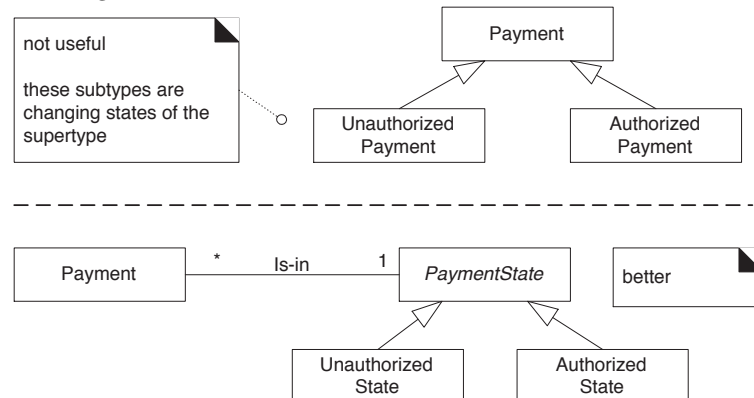 not useful
these subtypes are
changing states of the
supertype
Payment
Unauthorized
Payment
Authorized
Payment
Payment
*
Is-in
1
PaymentState
better
Unauthorized
State
Authorized
State